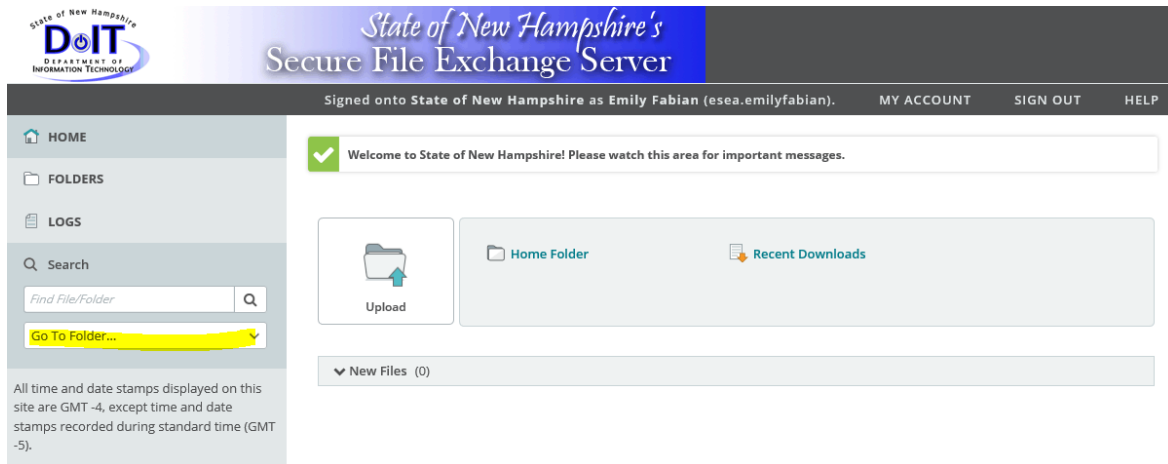 State of New Hampshire
DoIT
DEPARTMENT OF
INFORMATION TECHNOLOGY
State of New Hampshire's
Secure File Exchange Server
Signed onto State of New Hampshire as Emily Fabian (esea.emilyfabian). MY ACCOUNT SIGN OUT HELP
HOME
FOLDERS
LOGS
Search
Find File/Folder
Go To Folder...
All time and date stamps displayed on this
site are GMT -4, except time and date
stamps recorded during standard time (GMT
-5).
Welcome to State of New Hampshire! Please watch this area for important messages.
Upload
Home Folder
Recent Downloads
New Files (0)